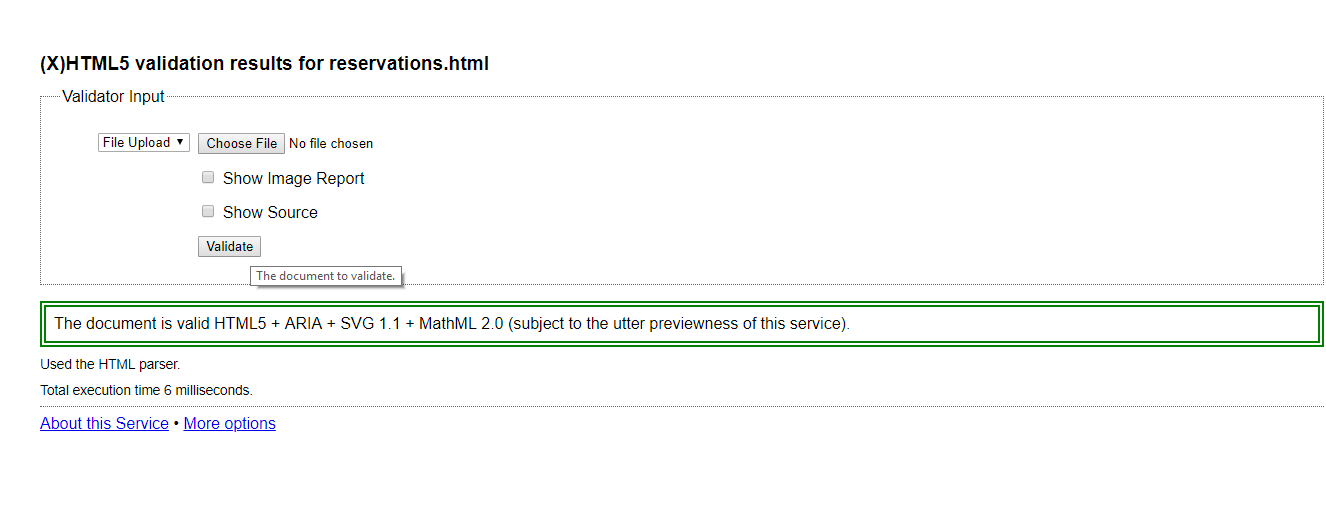 (X)HTML5 validation results for reservations.html
Validator Input
File Upload ▼ Choose File No file chosen
Show Image Report
Show Source
Validate
The document to validate.
The document is valid HTML5 + ARIA + SVG 1.1 + MathML 2.0 (subject to the utter previewness of this service).
Used the HTML parser.
Total execution time 6 milliseconds.
About this Service • More options